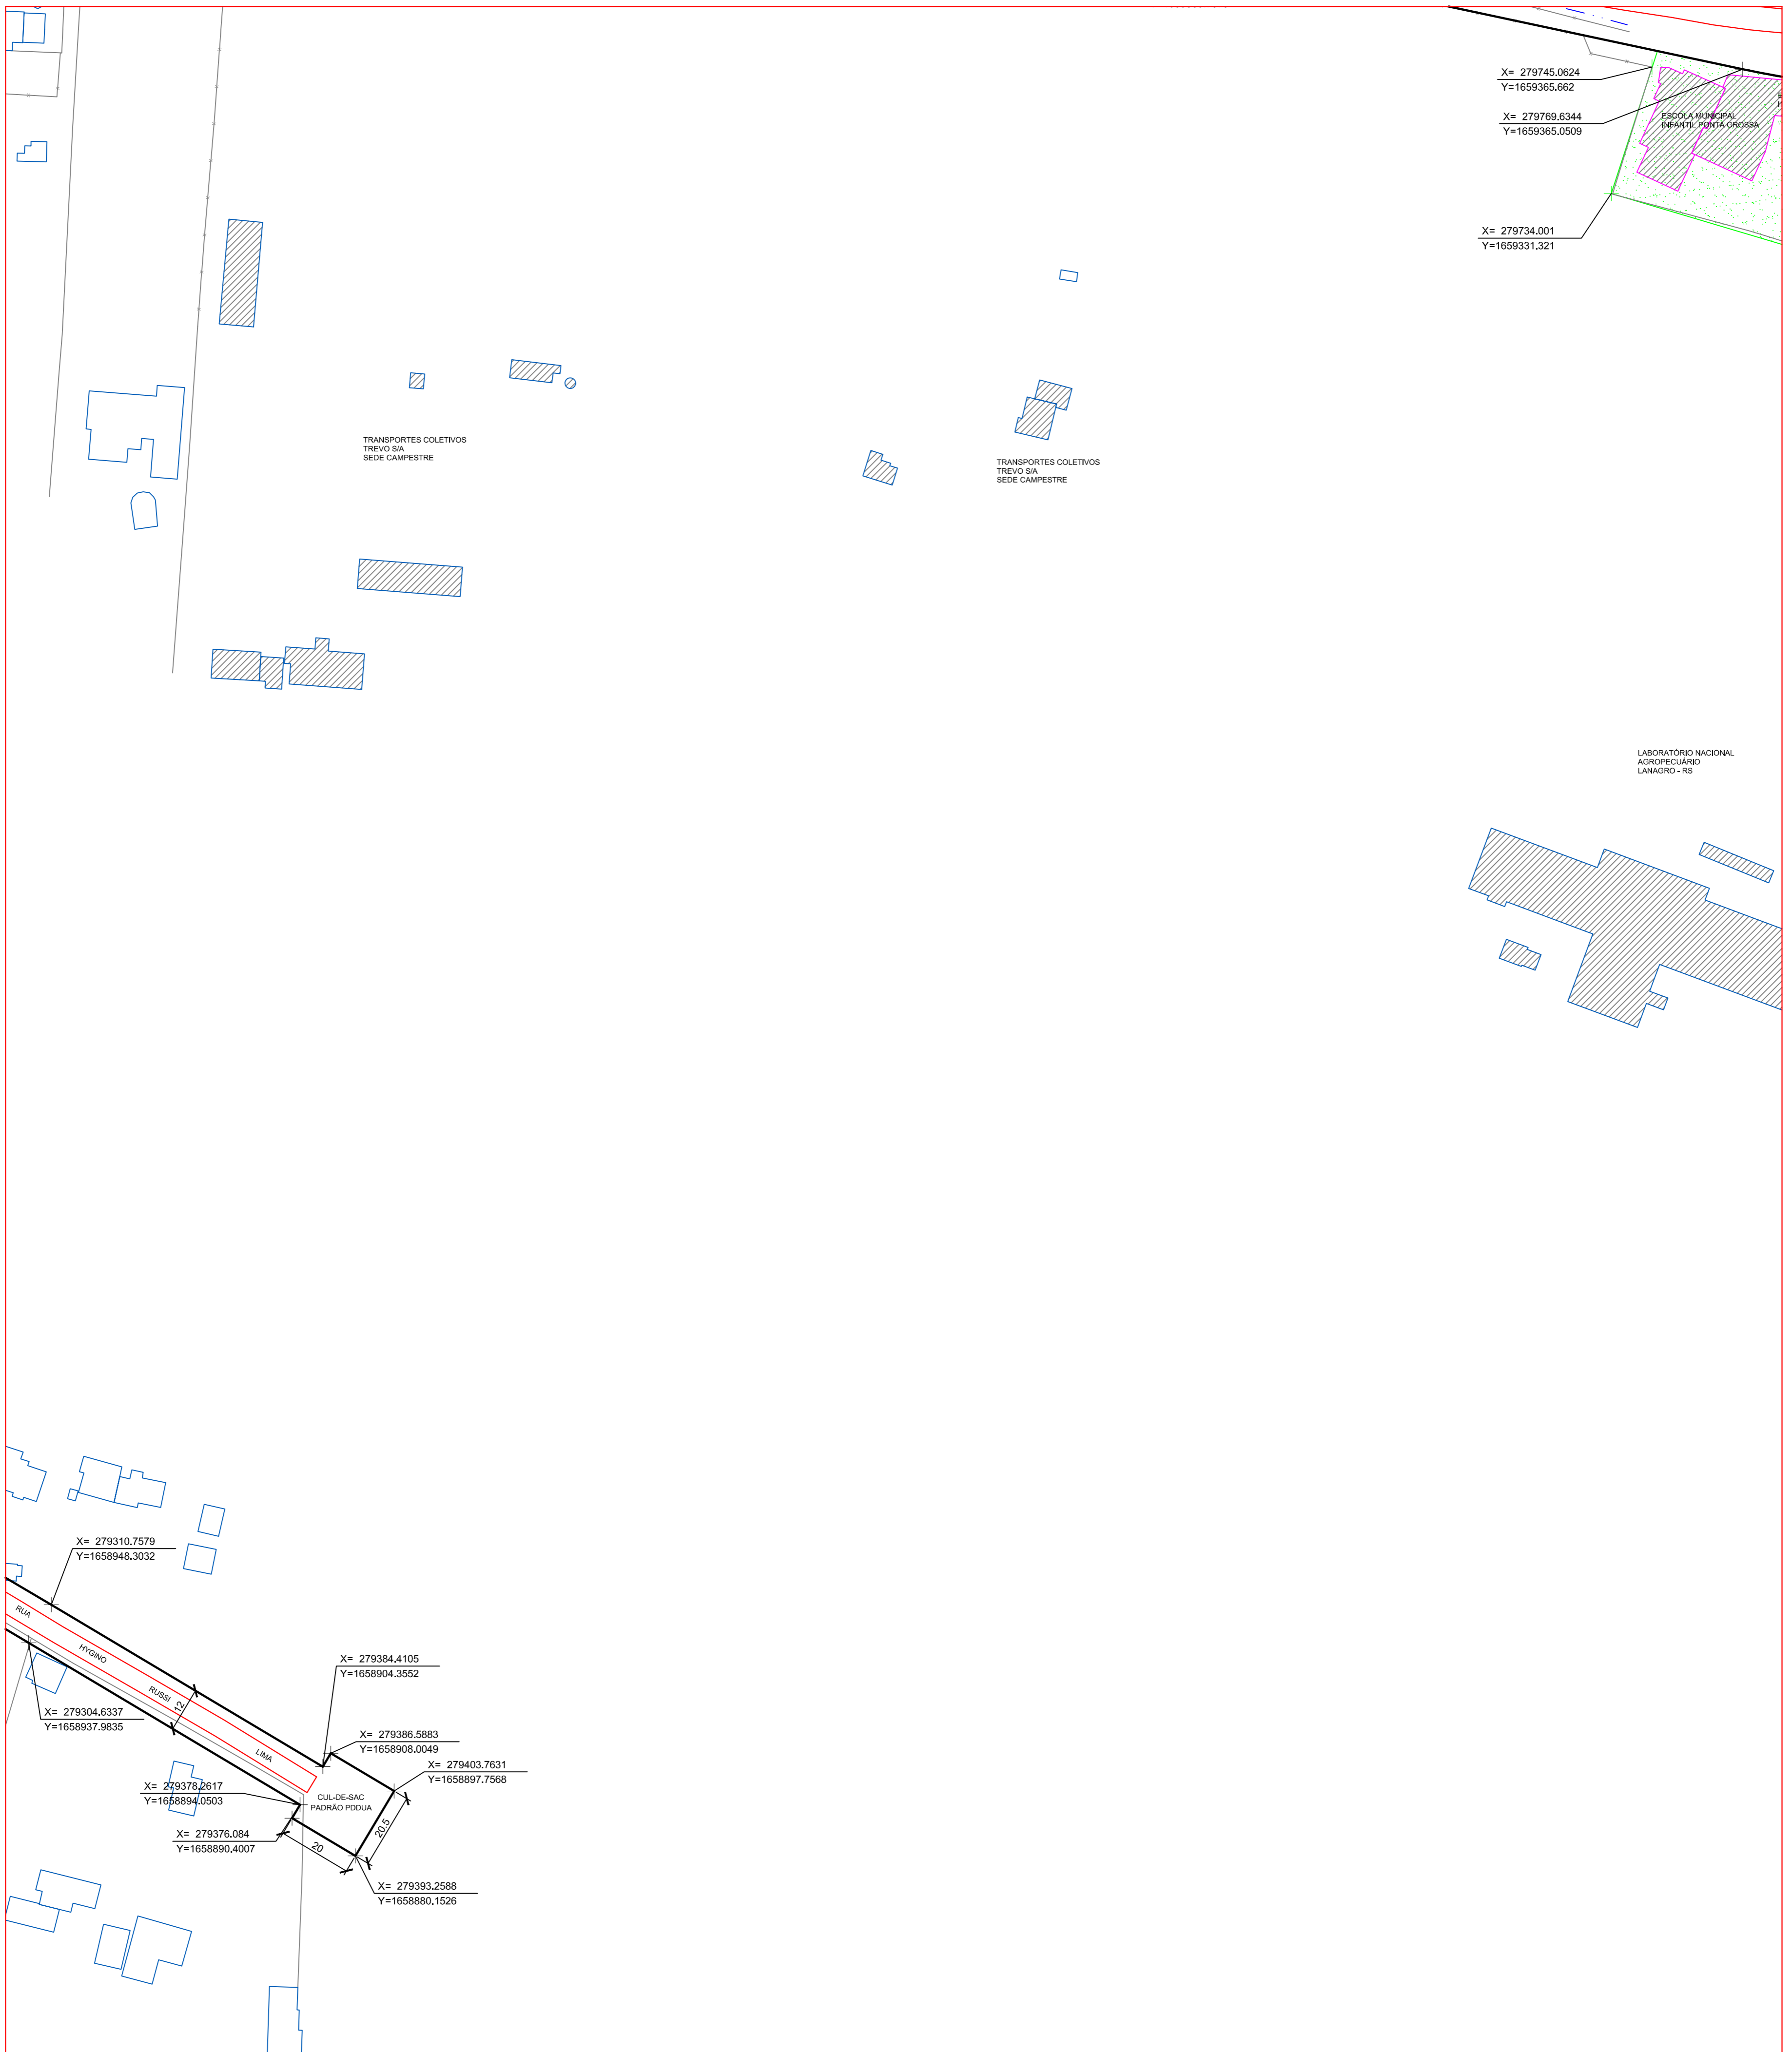 X= 279745.0624
Y=1659365.662
X= 279769.6344
Y=1659365.0509
ESCOLA MUNICIPAL
INFANTIL PONTA GROSSA
X= 279734.001
Y=1659331.321
TRANSPORTES COLETIVOS
TREVO S/A
SEDE CAMPESTRE
TRANSPORTES COLETIVOS
TREVO S/A
SEDE CAMPESTRE
LABORATÓRIO NACIONAL
AGROPECUÁRIO
LANAGRO - RS
X= 279310.7579
Y=1658948.3032
RUA
HYGINO
RUSSI
LIMA
12
X= 279304.6337
Y=1658937.9835
X= 279384.4105
Y=1658904.3552
X= 279386.5883
Y=1658908.0049
X= 279403.7631
Y=1658897.7568
X= 279378.2617
Y=1658894.0503
CUL-DE-SAC
PADRÃO PDDUA
20.5
20
X= 279376.084
Y=1658890.4007
X= 279393.2588
Y=1658880.1526